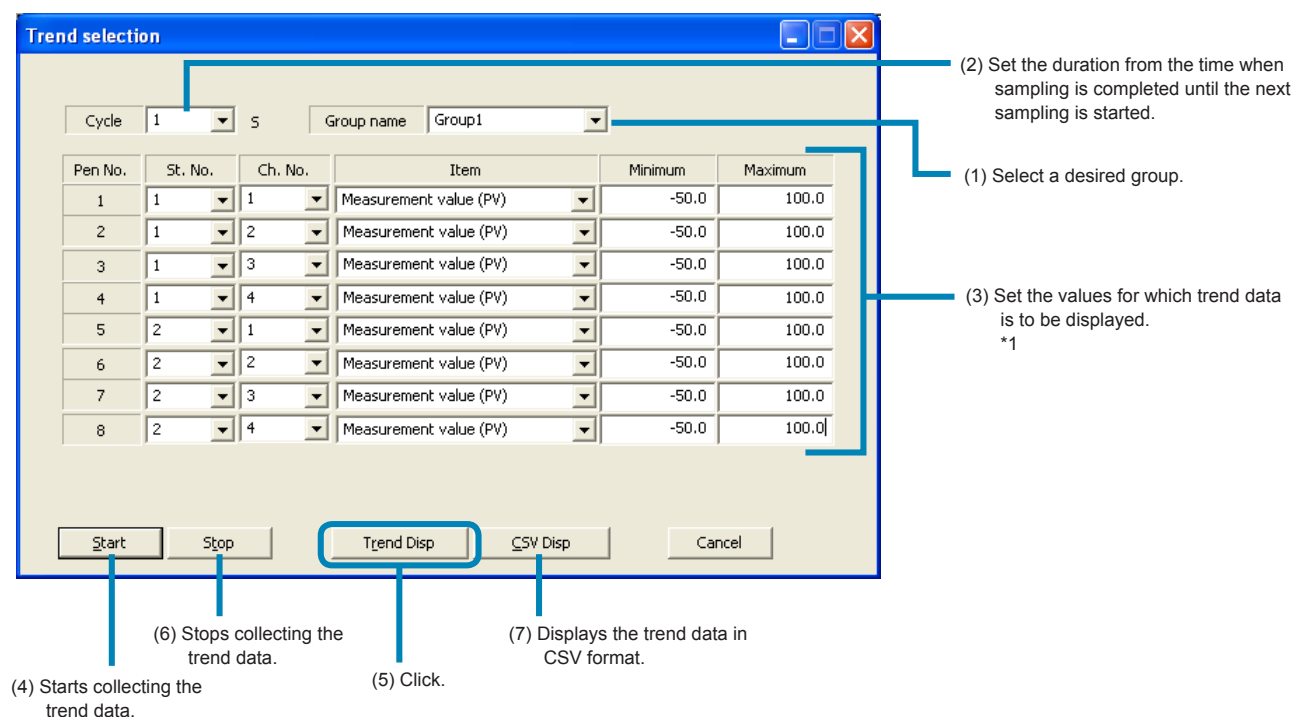 Trend selection
(2) Set the duration from the time when
sampling is completed until the next
sampling is started.
Cycle 1 S Group name Group1
(1) Select a desired group.
Pen No. St. No. Ch. No. Item Minimum Maximum
1 1 1 Measurement value (PV) -50.0 100.0
2 1 2 Measurement value (PV) -50.0 100.0
3 1 3 Measurement value (PV) -50.0 100.0
4 1 4 Measurement value (PV) -50.0 100.0
5 2 1 Measurement value (PV) -50.0 100.0
6 2 2 Measurement value (PV) -50.0 100.0
7 2 3 Measurement value (PV) -50.0 100.0
8 2 4 Measurement value (PV) -50.0 100.0
(3) Set the values for which trend data
is to be displayed.
*1
Start Stop Trend Disp CSV Disp Cancel
(6) Stops collecting the
trend data.
(7) Displays the trend data in
CSV format.
(5) Click.
(4) Starts collecting the
trend data.